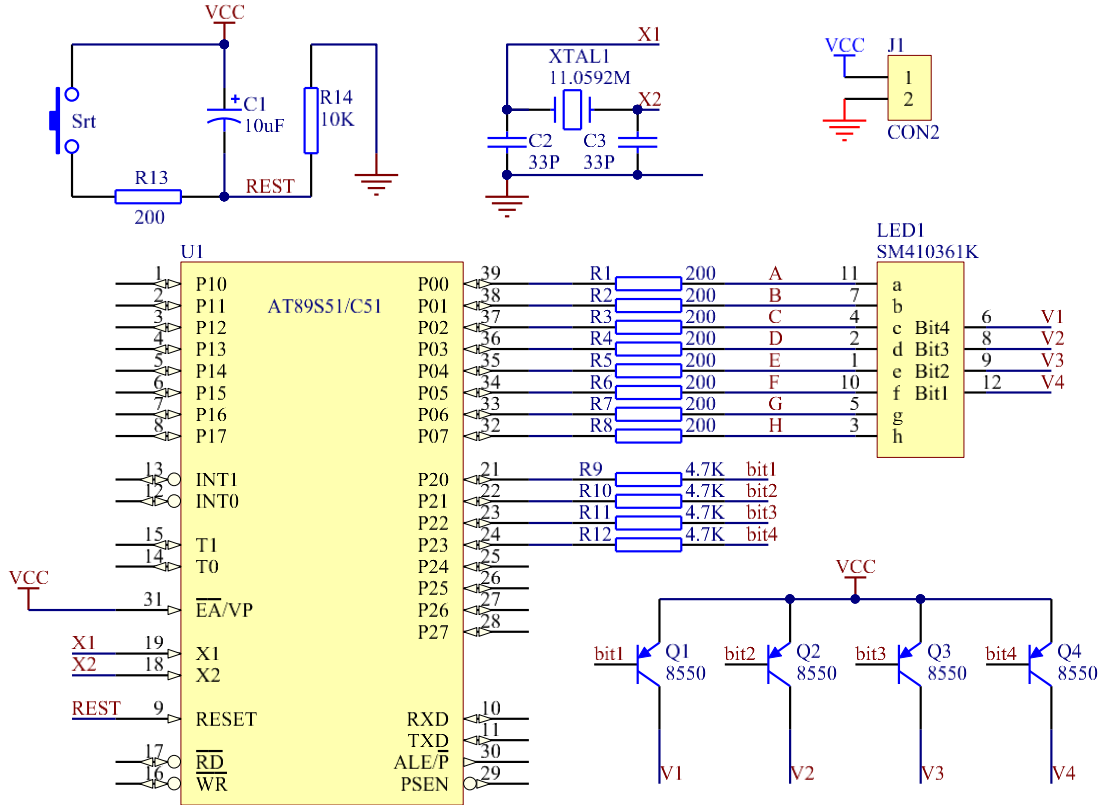 VCC
Srt
C1
10uF
R14
10K
R13
200
REST
X1
XTAL1
11.0592M
X2
C2
33P
C3
33P
VCC
J1
1
2
CON2
U1
AT89S51/C51
1 P10
2 P11
3 P12
4 P13
5 P14
6 P15
7 P16
8 P17
13 INT1
12 INT0
15 T1
14 T0
VCC
31 EA/VP
X1 19 X1
X2 18 X2
REST 9 RESET
17 RD
16 WR
P00 39 R1 200 A 11 a
P01 38 R2 200 B 7 b
P02 37 R3 200 C 4 c
P03 36 R4 200 D 2 d
P04 35 R5 200 E 1 e
P05 34 R6 200 F 10 f
P06 33 R7 200 G 5 g
P07 32 R8 200 H 3 h
LED1
SM410361K
Bit4 6 V1
Bit3 8 V2
Bit2 9 V3
Bit1 12 V4
P20 21 R9 4.7K bit1
P21 22 R10 4.7K bit2
P22 23 R11 4.7K bit3
P23 24 R12 4.7K bit4
P24 25
P25 26
P26 27
P27 28
RXD 10
TXD 11
ALE/P 30
PSEN 29
VCC
bit1 Q1
8550
bit2 Q2
8550
bit3 Q3
8550
bit4 Q4
8550
V1 V2 V3 V4